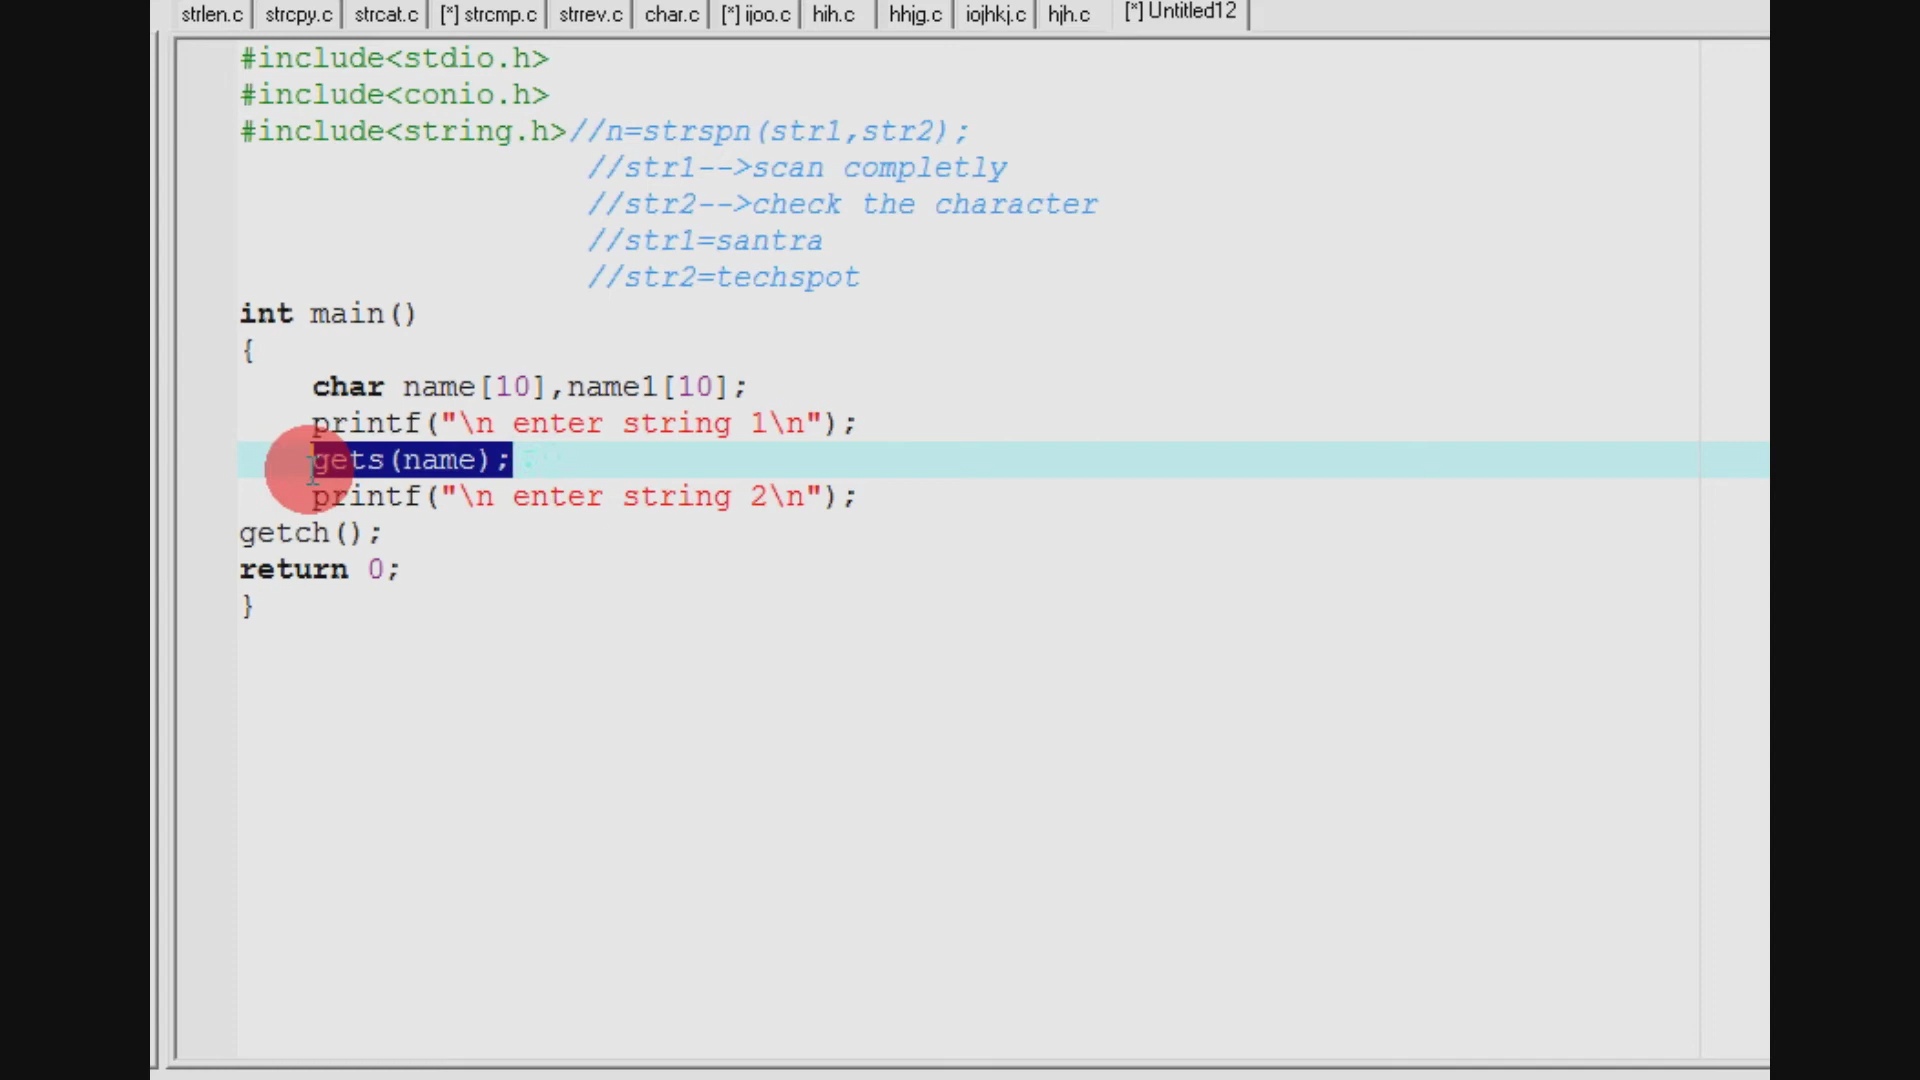 strlen.c strcpy.c strcat.c [*] strcmp.c strrev.c char.c [*] ijoo.c hih.c hhjg.c iojhkj.c hjh.c [*] Untitled12
#include<stdio.h>
#include<conio.h>
#include<string.h>//n=strspn(str1,str2);
//str1-->scan completly
//str2-->check the character
//str1=santra
//str2=techspot
int main()
{
char name[10],name1[10];
printf("\n enter string 1\n");
gets(name);
printf("\n enter string 2\n");
getch();
return 0;
}